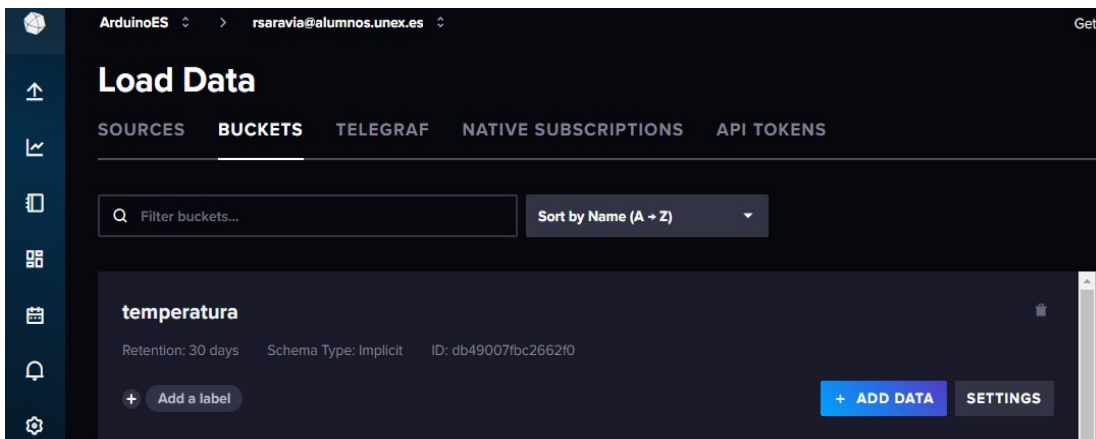 ArduinoES > rsaravia@alumnos.unex.es Get
Load Data
SOURCES BUCKETS TELEGRAF NATIVE SUBSCRIPTIONS API TOKENS
Filter buckets... Sort by Name (A → Z)
temperatura
Retention: 30 days Schema Type: Implicit ID: db49007fbc2662f0
+ Add a label + ADD DATA SETTINGS